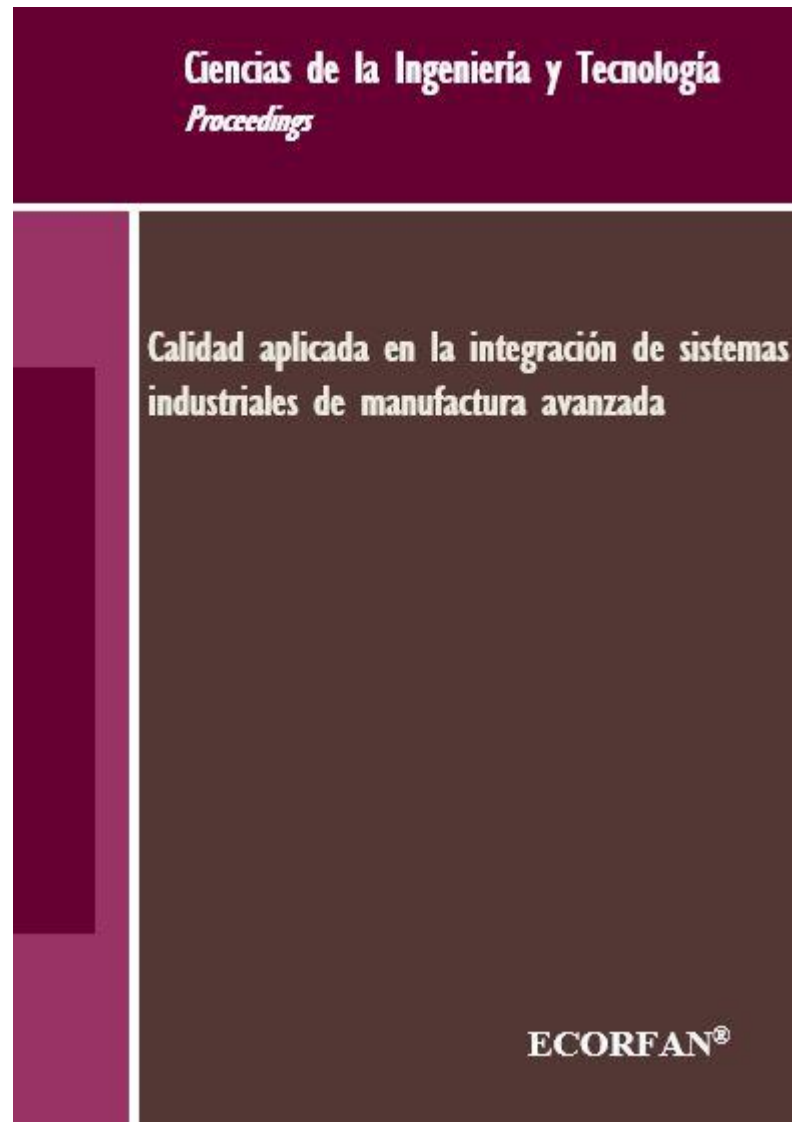 Ciencias de la Ingeniería y Tecnología
Proceedings
Calidad aplicada en la integración de sistemas
industriales de manufactura avanzada
ECORFAN®